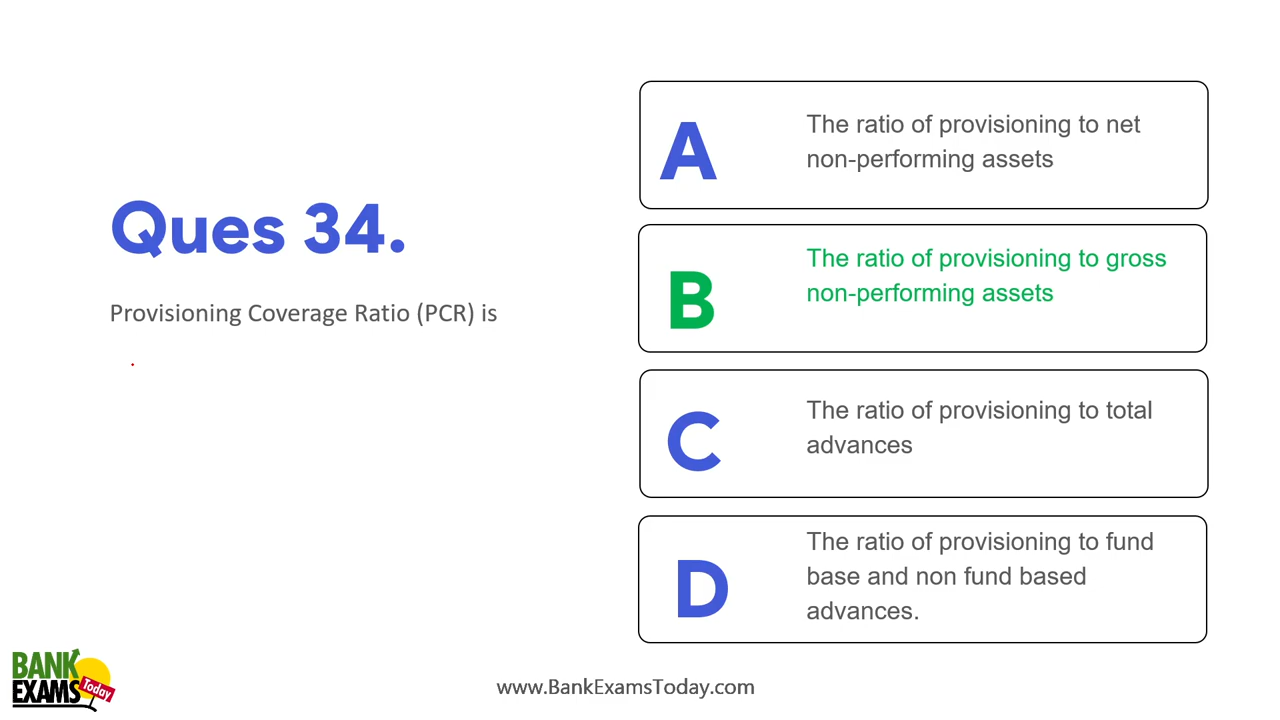 Ques 34.
Provisioning Coverage Ratio (PCR) is
A
The ratio of provisioning to net
non-performing assets
B
The ratio of provisioning to gross
non-performing assets
C
The ratio of provisioning to total
advances
D
The ratio of provisioning to fund
base and non fund based
advances.
BANK
EXAMS
Today
www.BankExamsToday.com